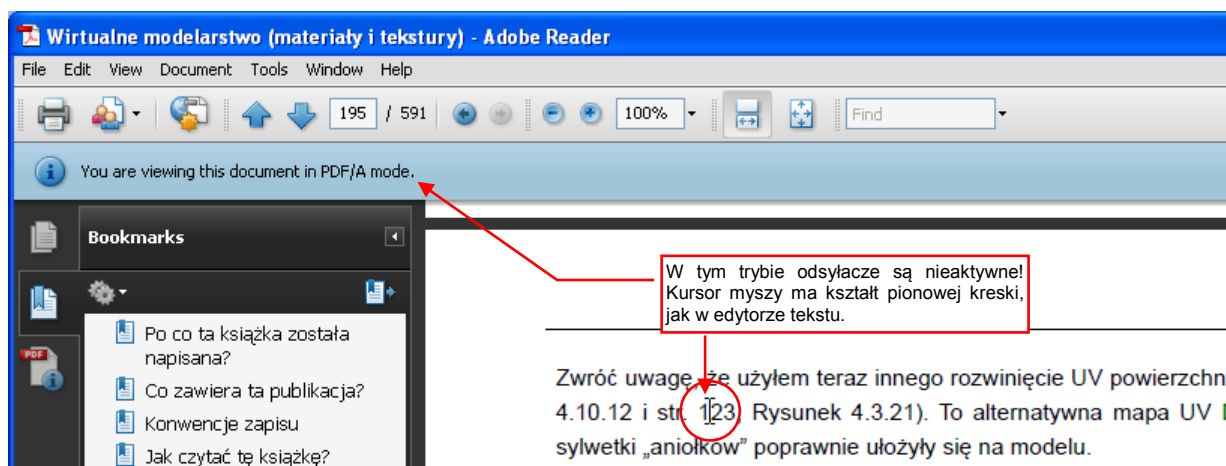 Wirtualne modelarstwo (materiały i tekstury) - Adobe Reader
File Edit View Document Tools Window Help
195 / 591 100% Find
You are viewing this document in PDF/A mode.
Bookmarks
W tym trybie odsyłacze są nieaktywne!
Kursor myszy ma kształt pionowej kreski,
jak w edytorze tekstu.
PDF
Po co ta książka została
napisana?
Co zawiera ta publikacja?
Konwencje zapisu
Jak czytać tę książkę?
Zwróć uwagę, że użyłem teraz innego rozwinięcie UV powierzchn
4.10.12 i str. 123, Rysunek 4.3.21). To alternatywna mapa UV
sylwetki „aniołków” poprawnie ułożyły się na modelu.